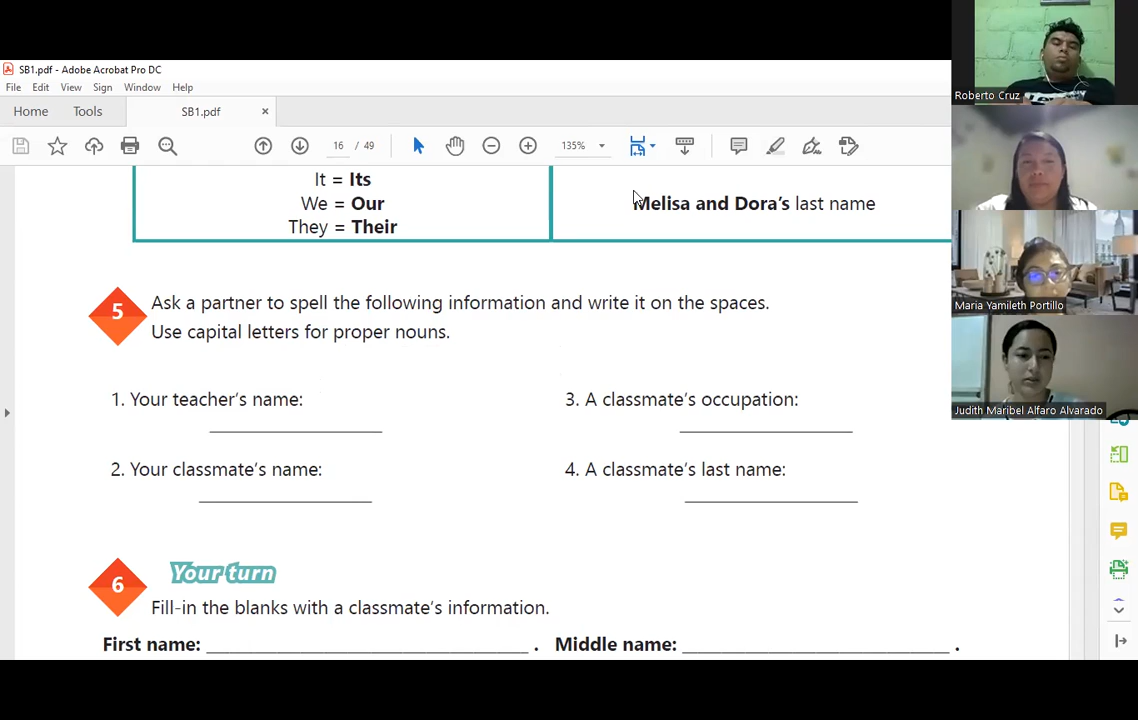 SB1.pdf - Adobe Acrobat Pro DC
File Edit View Sign Window Help
Home Tools SB1.pdf ×
16 / 49 135%
It = Its
We = Our
They = Their
Melisa and Dora's last name
5
Ask a partner to spell the following information and write it on the spaces.
Use capital letters for proper nouns.
1. Your teacher's name:
2. Your classmate's name:
3. A classmate's occupation:
4. A classmate's last name:
6
Your turn
Fill-in the blanks with a classmate's information.
First name: . Middle name: .
Roberto Cruz
Maria Yamileth Portillo
Judith Maribel Alfaro Alvarado